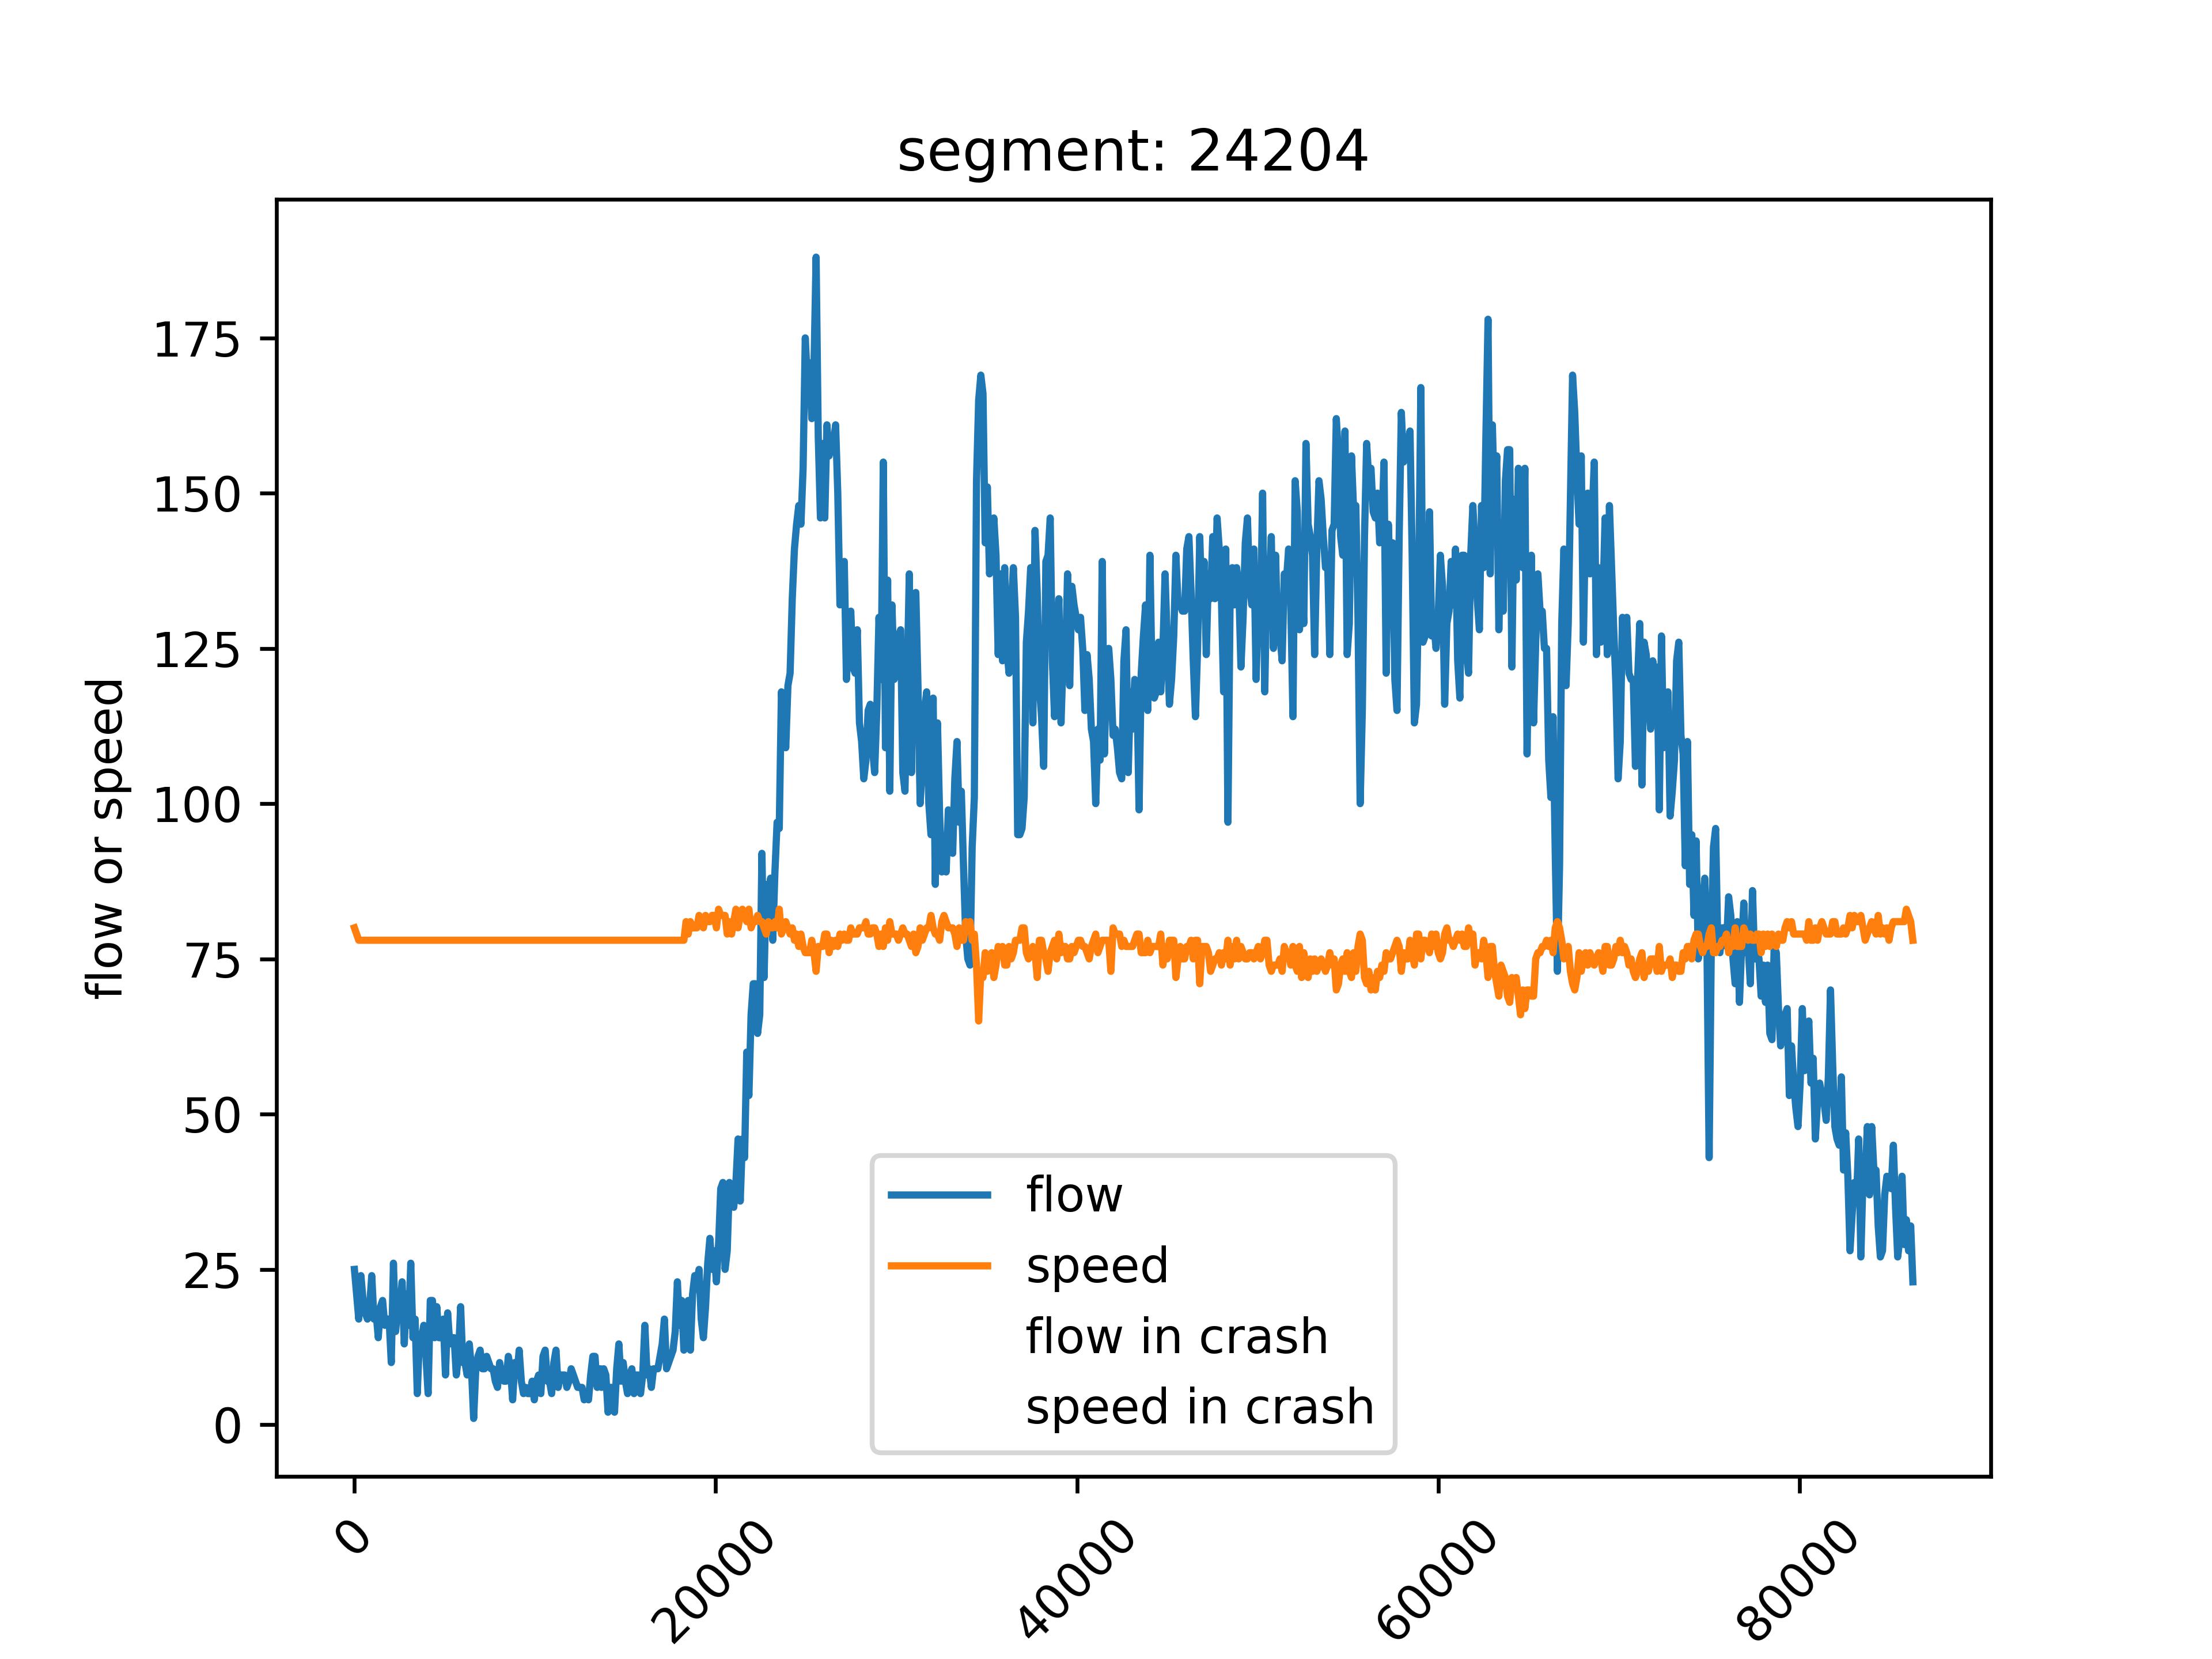 segment: 24204
flow or speed
175
150
125
100
75
50
25
0
flow
speed
flow in crash
speed in crash
0
20000
40000
60000
80000